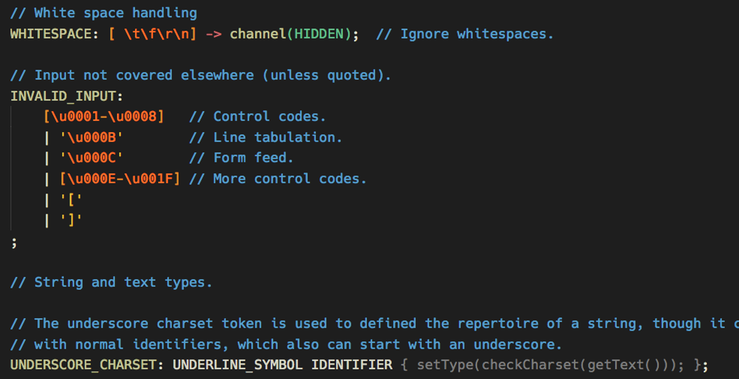 // White space handling
WHITESPACE: [ \t\f\r\n] -> channel(HIDDEN);  // Ignore whitespaces.
// Input not covered elsewhere (unless quoted).
INVALID_INPUT:
[\u0001-\u0008]   // Control codes.
| '\u000B'        // Line tabulation.
| '\u000C'        // Form feed.
| [\u000E-\u001F] // More control codes.
| '['
| ']'
;
// String and text types.
// The underscore charset token is used to defined the repertoire of a string, though it
// with normal identifiers, which also can start with an underscore.
UNDERSCORE_CHARSET: UNDERLINE_SYMBOL IDENTIFIER { setType(checkCharset(getText())); };